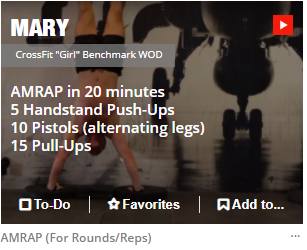 MARY
CrossFit "Girl" Benchmark WOD
AMRAP in 20 minutes
5 Handstand Push-Ups
10 Pistols (alternating legs)
15 Pull-Ups
To-Do
Favorites
Add to...
AMRAP (For Rounds/Reps)